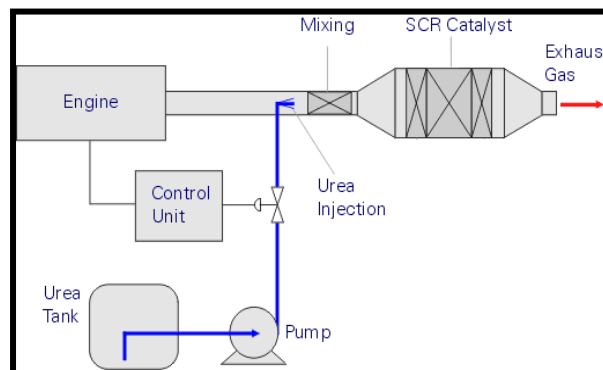 Mixing
SCR Catalyst
Exhaus
Gas
Engine
Urea
Injection
Control
Unit
Urea
Tank
Pump